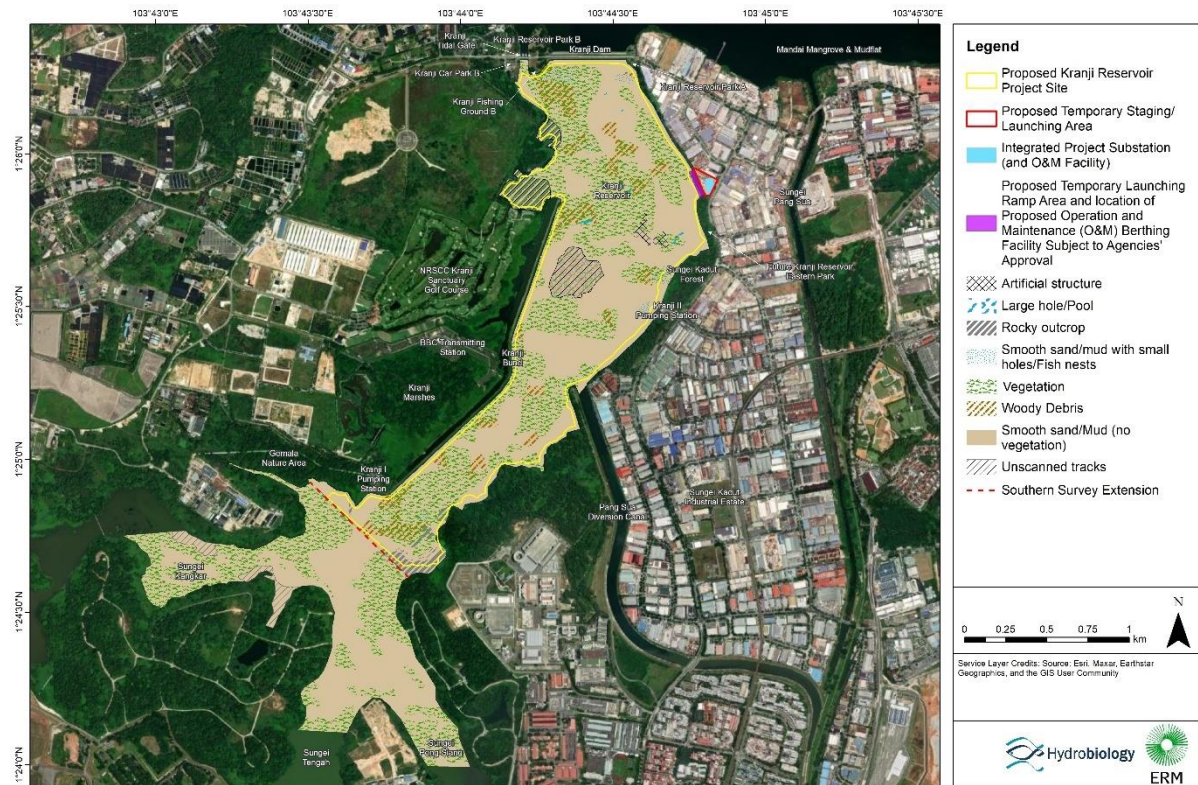 103°43'0"E
103°43'30"E
103°44'0"E
103°44'30"E
103°45'0"E
103°45'30"E
1°26'0"N
1°25'30"N
1°25'0"N
1°24'30"N
1°24'0"N
Kranji
Tidal Gate
Kranji Reservoir Park B
Kranji Dam
Mandai Mangrove & Mudflat
Kranji Car Park B
Kranji Reservoir Park A
Kranji Fishing
Ground B
Kranji
Reservoir
Sungei
Pang Sua
NRSCC Kranji
Sanctuary
Golf Course
Sungei Kadut
Forest
Future Kranji Reservoir
Eastern Park
Kranji II
Pumping Station
BBC Transmitting
Station
Kranji
Bund
Kranji
Marshes
Gemala
Nature Area
Kranji I
Pumping
Station
Sungei Kadut
Industrial Estate
Pang Sua
Diversion Canal
Sungei
Kangkar
Sungei
Tengah
Sungei
Peng Siang
Legend
Proposed Kranji Reservoir
Project Site
Proposed Temporary Staging/
Launching Area
Integrated Project Substation
(and O&M Facility)
Proposed Temporary Launching
Ramp Area and location of
Proposed Operation and
Maintenance (O&M) Berthing
Facility Subject to Agencies'
Approval
Artificial structure
Large hole/Pool
Rocky outcrop
Smooth sand/mud with small
holes/Fish nests
Vegetation
Woody Debris
Smooth sand/Mud (no
vegetation)
Unscanned tracks
Southern Survey Extension
N
0 0.25 0.5 0.75 1
km
Service Layer Credits: Source: Esri, Maxar, Earthstar
Geographics, and the GIS User Community
Hydrobiology
ERM